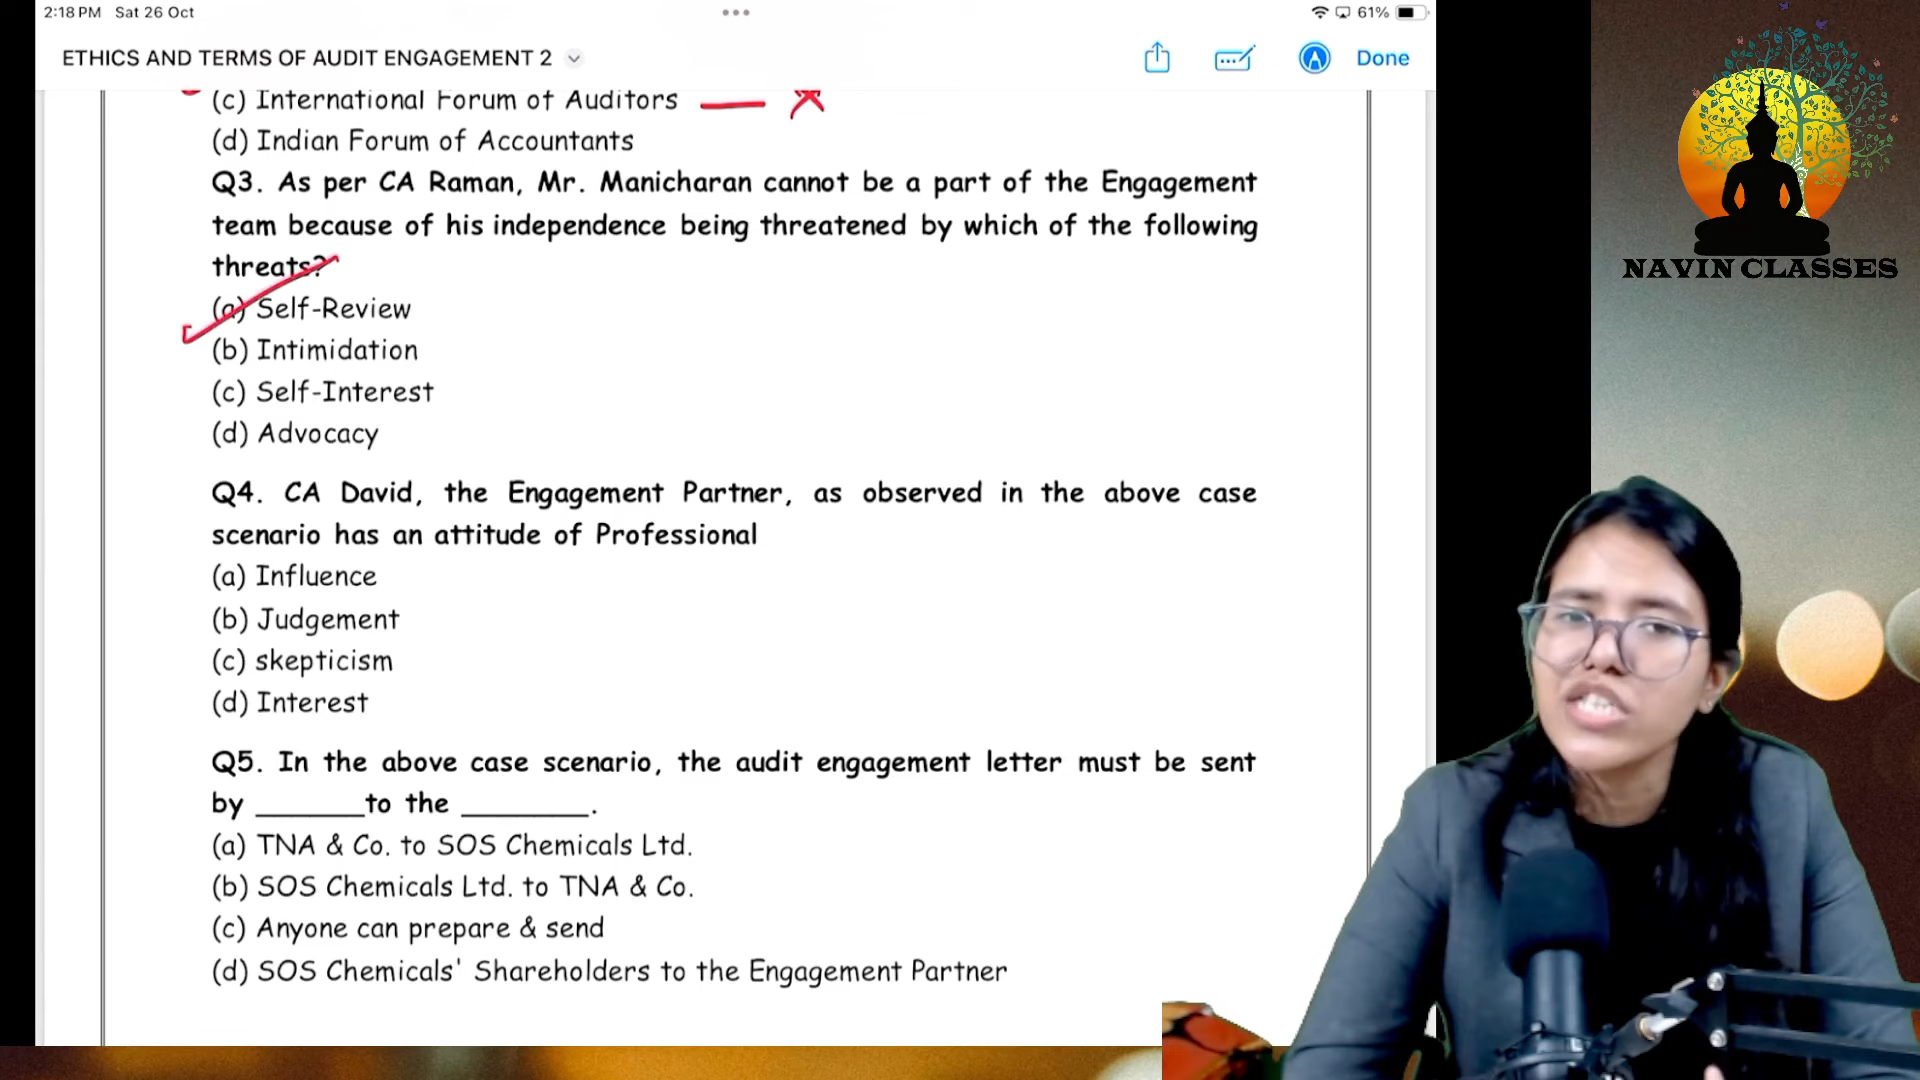 2:18 PM Sat 26 Oct
61%
ETHICS AND TERMS OF AUDIT ENGAGEMENT 2
Done
(c) International Forum of Auditors
(d) Indian Forum of Accountants
Q3. As per CA Raman, Mr. Manicharan cannot be a part of the Engagement
team because of his independence being threatened by which of the following
threats?
(a) Self-Review
(b) Intimidation
(c) Self-Interest
(d) Advocacy
Q4. CA David, the Engagement Partner, as observed in the above case
scenario has an attitude of Professional
(a) Influence
(b) Judgement
(c) skepticism
(d) Interest
Q5. In the above case scenario, the audit engagement letter must be sent
by _______to the ________.
(a) TNA & Co. to SOS Chemicals Ltd.
(b) SOS Chemicals Ltd. to TNA & Co.
(c) Anyone can prepare & send
(d) SOS Chemicals' Shareholders to the Engagement Partner
NAVIN CLASSES